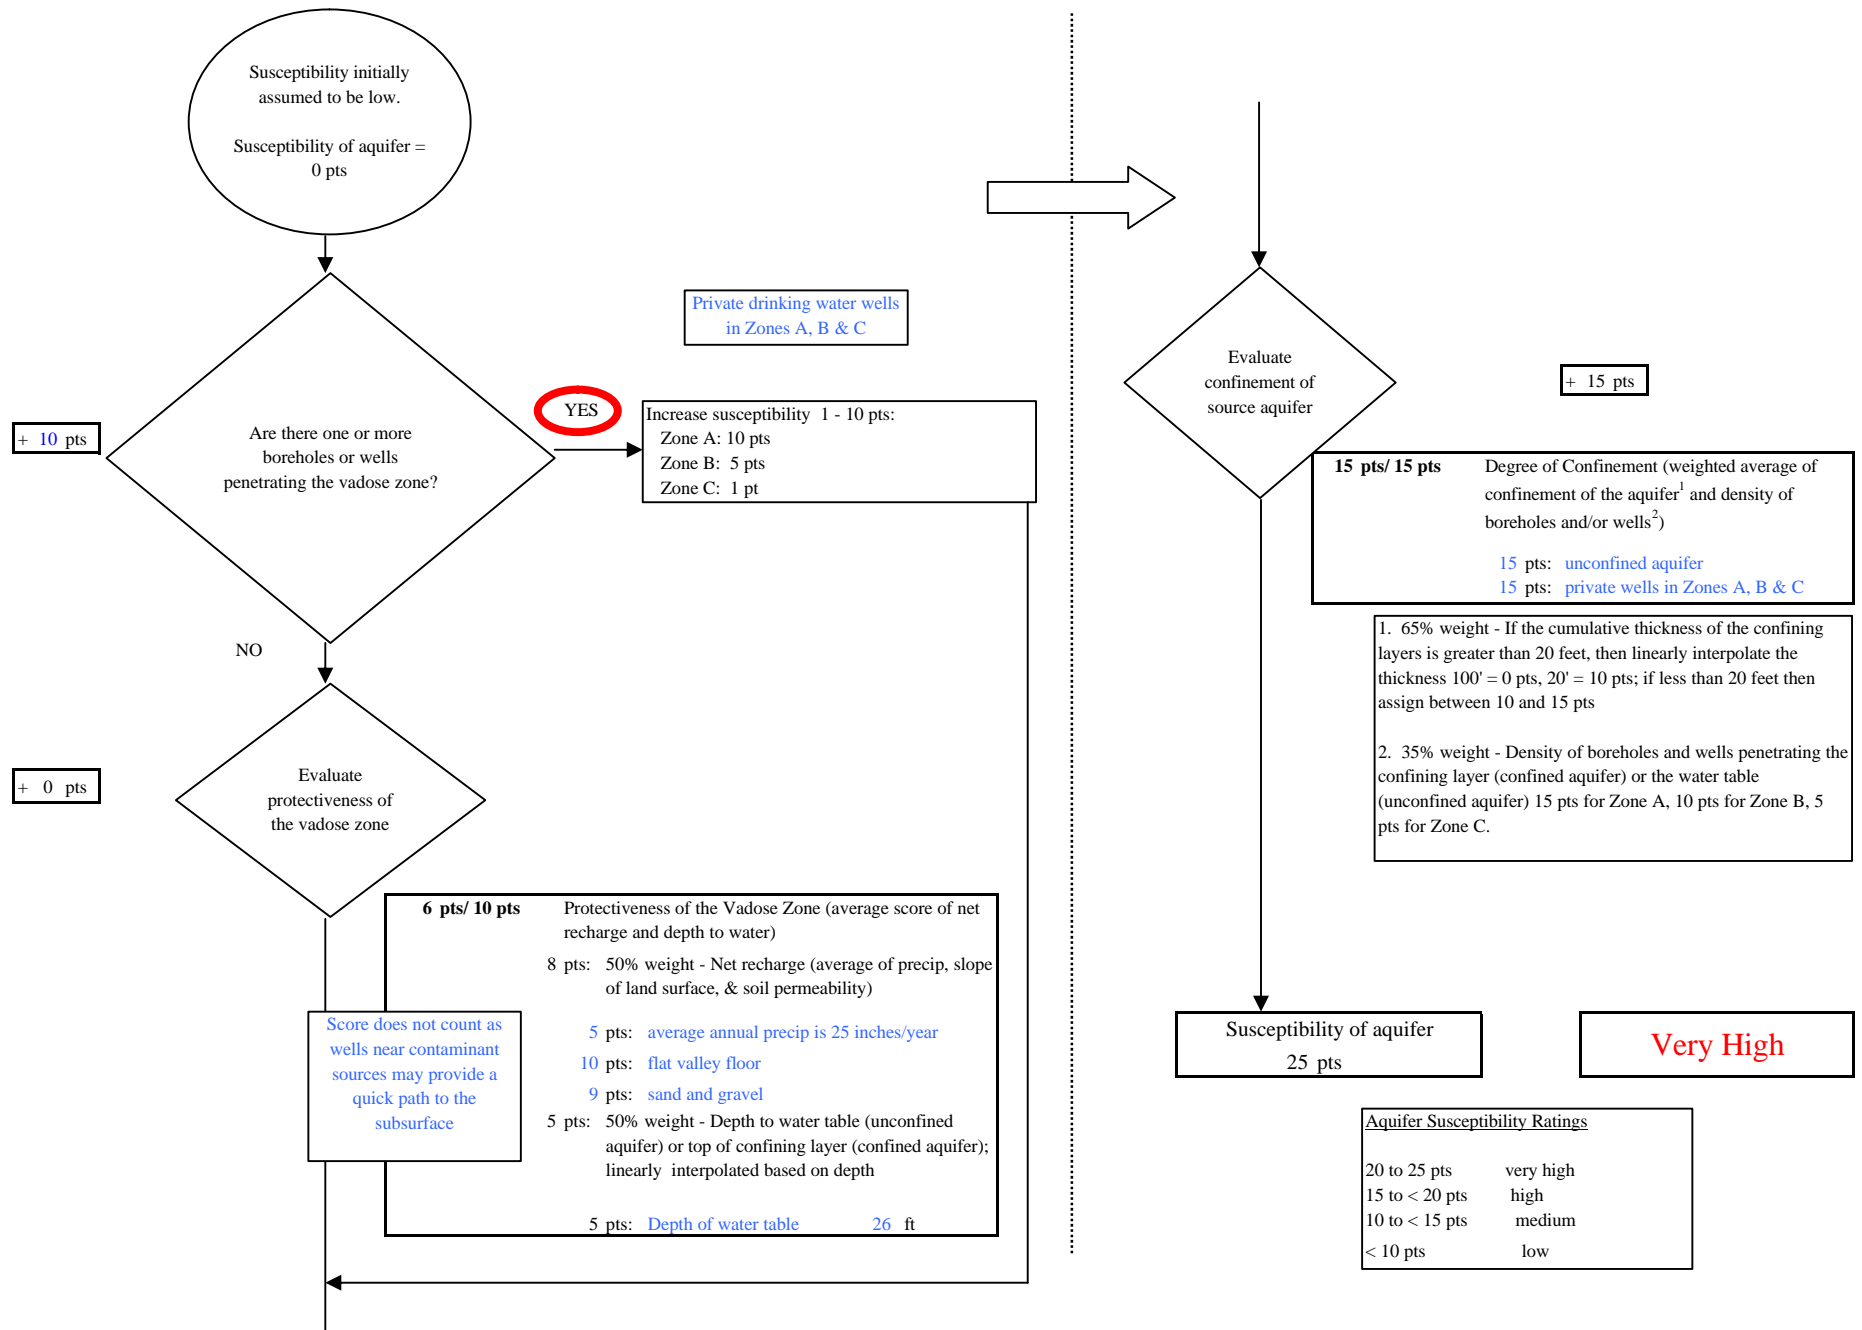 Susceptibility initially
assumed to be low.
Susceptibility of aquifer =
0 pts
Private drinking water wells
in Zones A, B & C
YES
+ 10 pts
Are there one or more
boreholes or wells
penetrating the vadose zone?
Increase susceptibility 1 - 10 pts:
Zone A: 10 pts
Zone B: 5 pts
Zone C: 1 pt
NO
+ 0 pts
Evaluate
protectiveness of
the vadose zone
6 pts/ 10 pts Protectiveness of the Vadose Zone (average score of net
recharge and depth to water)
8 pts: 50% weight - Net recharge (average of precip, slope
of land surface, & soil permeability)
5 pts: average annual precip is 25 inches/year
10 pts: flat valley floor
9 pts: sand and gravel
5 pts: 50% weight - Depth to water table (unconfined
aquifer) or top of confining layer (confined aquifer);
linearly interpolated based on depth
5 pts: Depth of water table 26 ft
Score does not count as
wells near contaminant
sources may provide a
quick path to the
subsurface
Evaluate
confinement of
source aquifer
+ 15 pts
15 pts/ 15 pts Degree of Confinement (weighted average of
confinement of the aquifer1 and density of
boreholes and/or wells2)
15 pts: unconfined aquifer
15 pts: private wells in Zones A, B & C
1. 65% weight - If the cumulative thickness of the confining
layers is greater than 20 feet, then linearly interpolate the
thickness 100' = 0 pts, 20' = 10 pts; if less than 20 feet then
assign between 10 and 15 pts
2. 35% weight - Density of boreholes and wells penetrating the
confining layer (confined aquifer) or the water table
(unconfined aquifer) 15 pts for Zone A, 10 pts for Zone B, 5
pts for Zone C.
Susceptibility of aquifer
25 pts
Very High
Aquifer Susceptibility Ratings
20 to 25 pts very high
15 to < 20 pts high
10 to < 15 pts medium
< 10 pts low